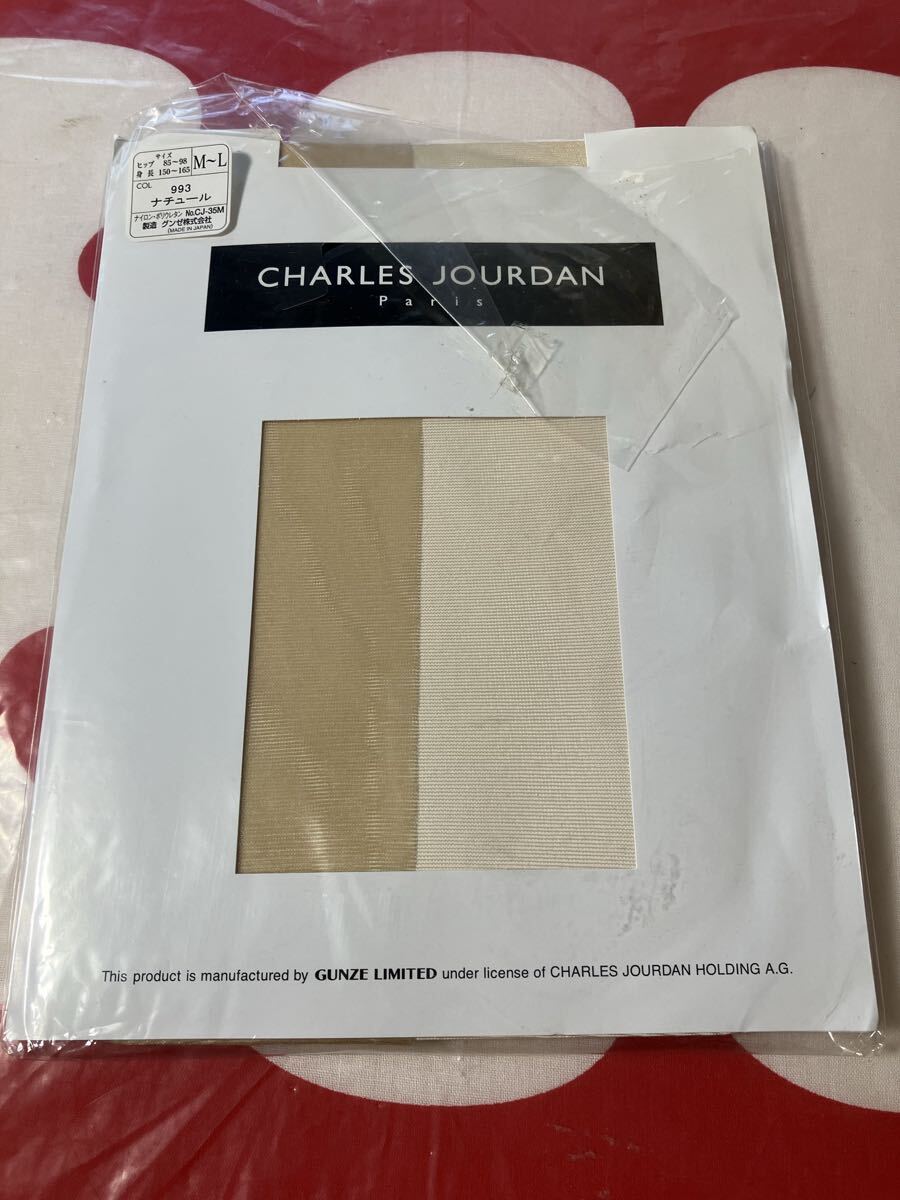 サイズ
ヒップ 85～98
身長 150～165
M～L
COL
993
ナチュール
ナイロン・ポリウレタン No.CJ-35M
製造 グンゼ株式会社
(MADE IN JAPAN)
CHARLES JOURDAN
Paris
This product is manufactured by GUNZE LIMITED under license of CHARLES JOURDAN HOLDING A.G.